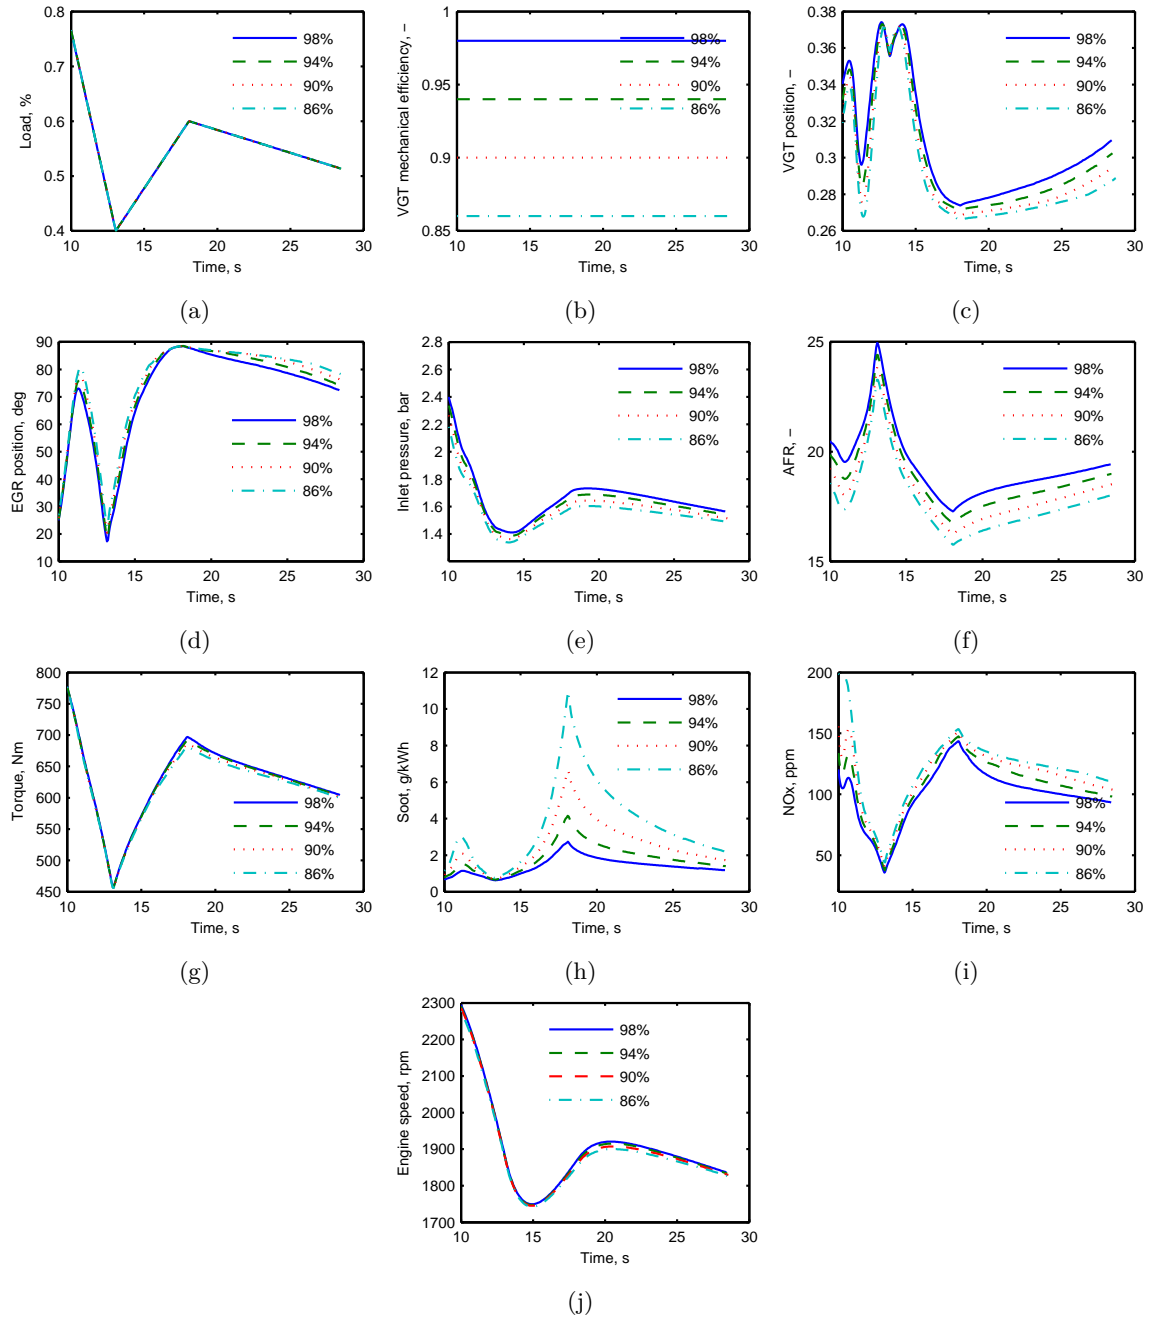 0.8
0.7
0.6
0.5
0.4
10 15 20 25 30
Load, %
Time, s
98%
94%
90%
86%
(a)
1
0.95
0.9
0.85
10 15 20 25 30
VGT mechanical efficiency, –
Time, s
98%
94%
90%
86%
(b)
0.38
0.36
0.34
0.32
0.3
0.28
0.26
10 15 20 25 30
VGT position, –
Time, s
98%
94%
90%
86%
(c)
90
80
70
60
50
40
30
20
10
10 15 20 25 30
EGR position, deg
Time, s
98%
94%
90%
86%
(d)
2.8
2.6
2.4
2.2
2
1.8
1.6
1.4
10 15 20 25 30
Inlet pressure, bar
Time, s
98%
94%
90%
86%
(e)
25
20
15
10 15 20 25 30
AFR, –
Time, s
98%
94%
90%
86%
(f)
800
750
700
650
600
550
500
450
10 15 20 25 30
Torque, Nm
Time, s
98%
94%
90%
86%
(g)
12
10
8
6
4
2
0
10 15 20 25 30
Soot, g/kWh
Time, s
98%
94%
90%
86%
(h)
200
150
100
50
10 15 20 25 30
NOx, ppm
Time, s
98%
94%
90%
86%
(i)
2300
2200
2100
2000
1900
1800
1700
10 15 20 25 30
Engine speed, rpm
Time, s
98%
94%
90%
86%
(j)